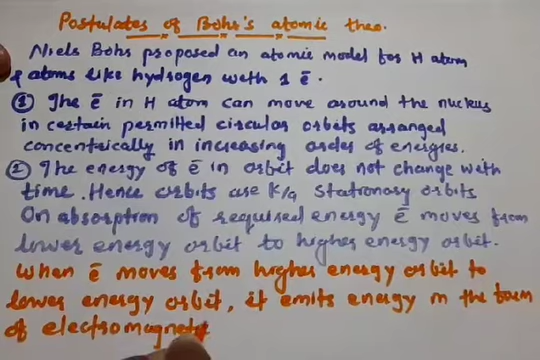 Postulates of Bohr's atomic theo.
Niels Bohr proposed an atomic model for H atom
& atoms like hydrogen with 1 ē.
① The ē in H atom can move around the nucleus
in certain permitted circular orbits arranged
concentrically in increasing order of energies.
② The energy of ē in orbit does not change with
time. Hence orbits are k/a stationary orbits
On absorption of required energy ē moves from
lower energy orbit to higher energy orbit.
When ē moves from higher energy orbit to
lower energy orbit, it emits energy in the form
of electromagnet